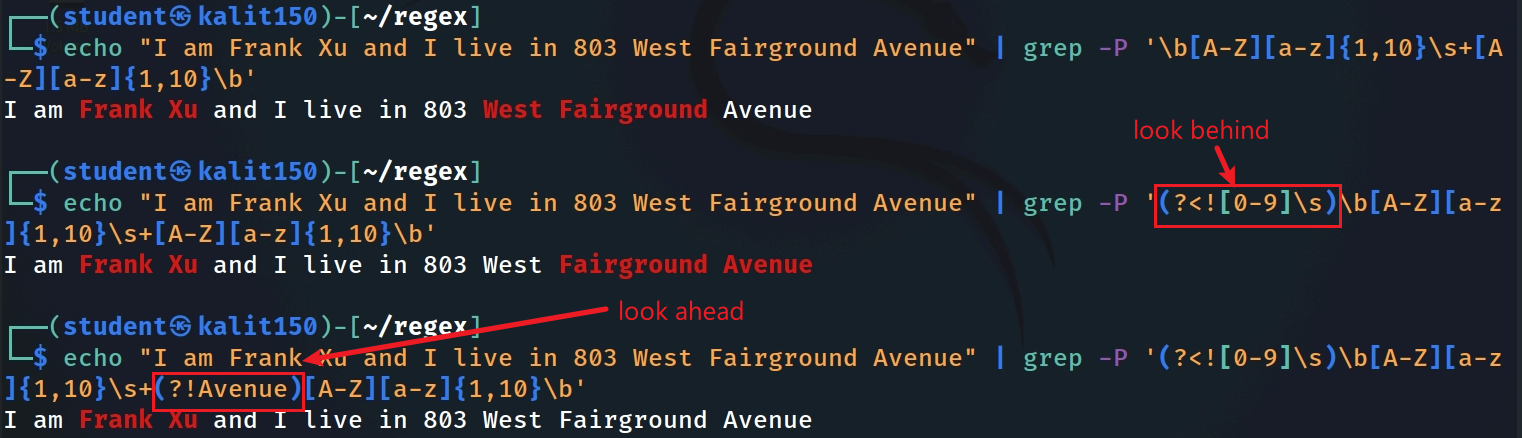 ┌──(student㉿kalit150)-[~/regex]
└─$ echo "I am Frank Xu and I live in 803 West Fairground Avenue" | grep -P '\b[A-Z][a-z]{1,10}\s+[A
-Z][a-z]{1,10}\b'
I am Frank Xu and I live in 803 West Fairground Avenue
look behind
┌──(student㉿kalit150)-[~/regex]
└─$ echo "I am Frank Xu and I live in 803 West Fairground Avenue" | grep -P '(?<![0-9]\s)\b[A-Z][a-z
]{1,10}\s+[A-Z][a-z]{1,10}\b'
I am Frank Xu and I live in 803 West Fairground Avenue
look ahead
┌──(student㉿kalit150)-[~/regex]
└─$ echo "I am Frank Xu and I live in 803 West Fairground Avenue" | grep -P '(?<![0-9]\s)\b[A-Z][a-z
]{1,10}\s+(?!Avenue)[A-Z][a-z]{1,10}\b'
I am Frank Xu and I live in 803 West Fairground Avenue